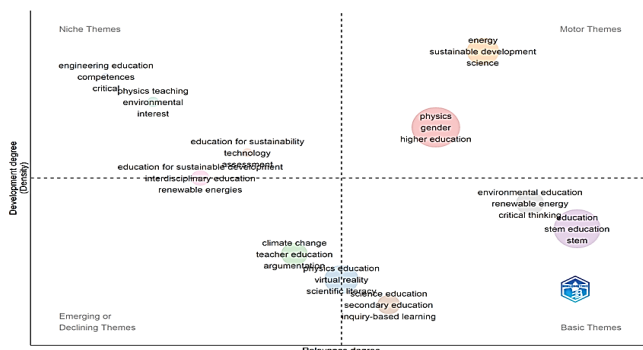 Niche Themes
Motor Themes
energy
sustainable development
science
engineering education
competences
critical
physics teaching
environmental
interest
physics
gender
higher education
education for sustainability
technology
assessment
education for sustainable development
interdisciplinary education
renewable energies
environmental education
renewable energy
critical thinking
education
stem education
stem
climate change
teacher education
argumentation
physics education
virtual reality
scientific literacy
science education
secondary education
inquiry-based learning
Emerging or
Declining Themes
Basic Themes
Development degree
(Density)
Relevance degree